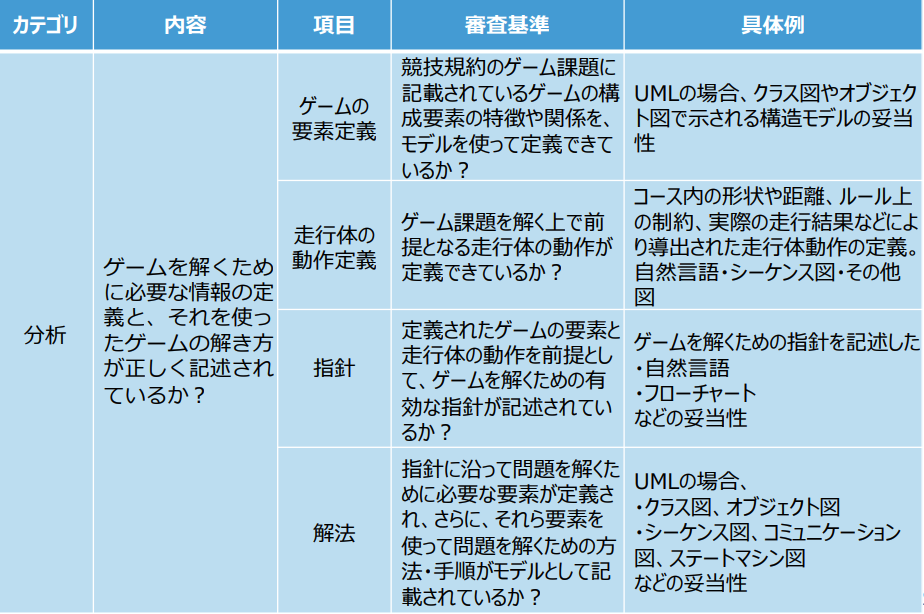 カテゴリ
内容
項目
審査基準
具体例
分析
ゲームを解くため
に必要な情報の定
義と、それを使っ
たゲームの解き方
が正しく記述され
ているか？
ゲームの
要素定義
競技規約のゲーム課題に
記載されているゲームの構
成要素の特徴や関係を、
モデルを使って定義できて
いるか？
UMLの場合、クラス図やオブジェク
ト図で示される構造モデルの妥当
性
走行体の
動作定義
ゲーム課題を解く上で前
提となる走行体の動作が
定義できているか？
コース内の形状や距離、ルール上
の制約、実際の走行結果などによ
り導出された走行体動作の定義。
自然言語・シーケンス図・その他
図
指針
定義されたゲームの要素と
走行体の動作を前提とし
て、ゲームを解くための有
効な指針が記述されてい
るか？
ゲームを解くための指針を記述した
・自然言語
・フローチャート
などの妥当性
解法
指針に沿って問題を解くた
めに必要な要素が定義さ
れ、さらに、それら要素を
使って問題を解くための方
法・手順がモデルとして記
載されているか？
UMLの場合、
・クラス図、オブジェクト図
・シーケンス図、コミュニケーション
図、ステートマシン図
などの妥当性